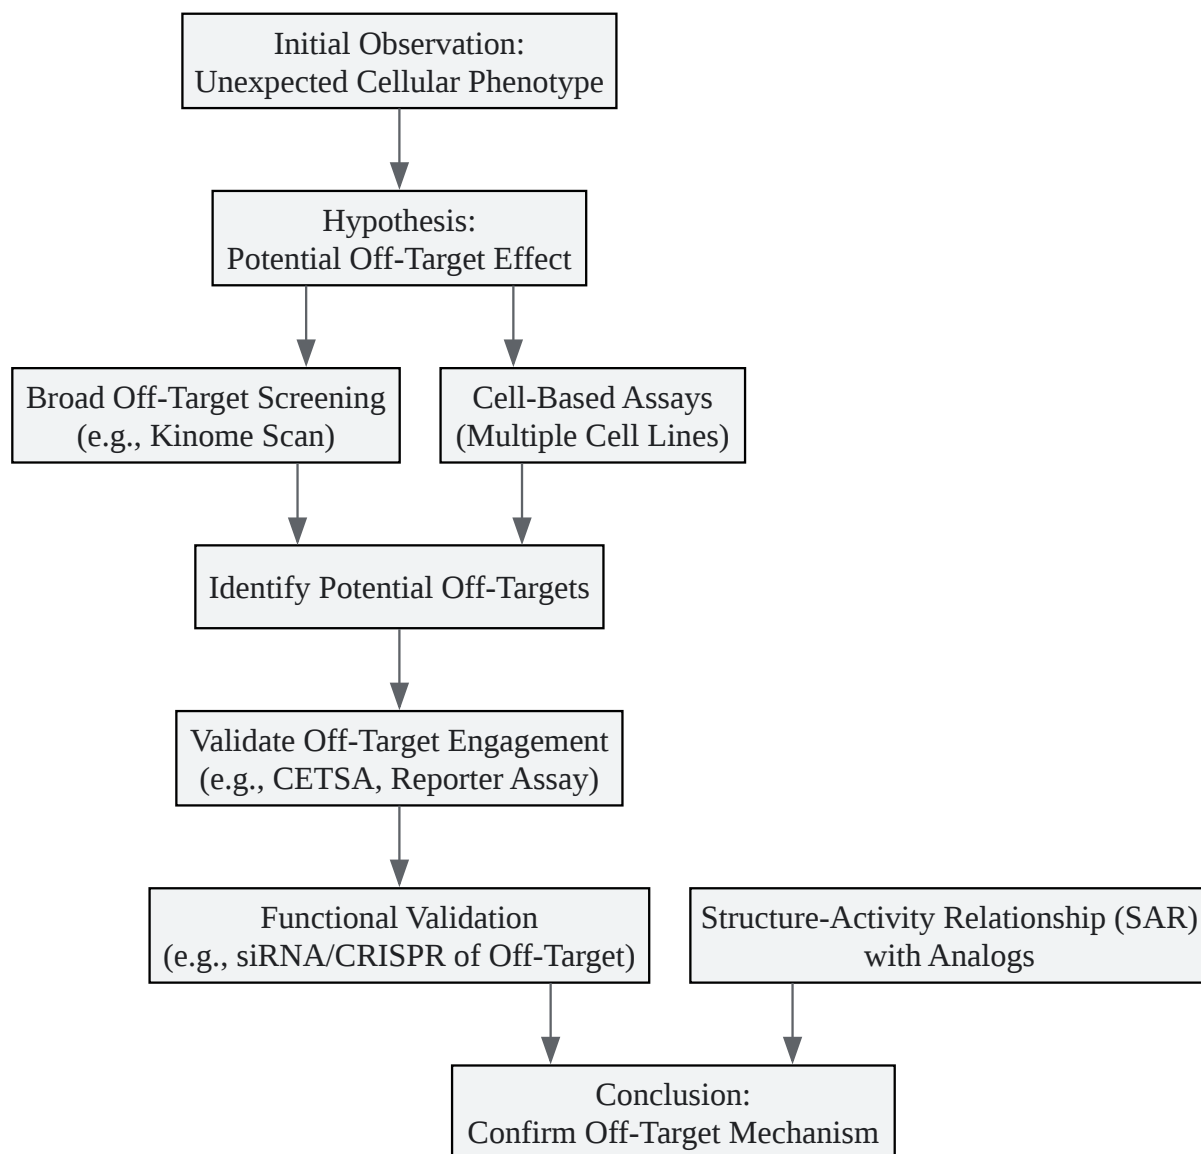 Initial Observation:
Unexpected Cellular Phenotype
Hypothesis:
Potential Off-Target Effect
Broad Off-Target Screening
(e.g., Kinome Scan)
Cell-Based Assays
(Multiple Cell Lines)
Identify Potential Off-Targets
Validate Off-Target Engagement
(e.g., CETSA, Reporter Assay)
Functional Validation
(e.g., siRNA/CRISPR of Off-Target)
Structure-Activity Relationship (SAR)
with Analogs
Conclusion:
Confirm Off-Target Mechanism